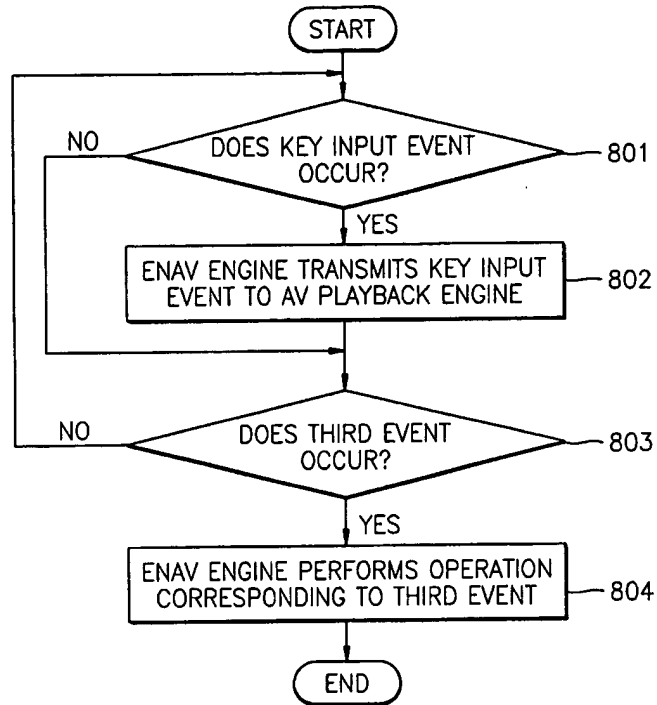 START
DOES KEY INPUT EVENT
OCCUR?
801
NO
YES
ENAV ENGINE TRANSMITS KEY INPUT
EVENT TO AV PLAYBACK ENGINE
802
DOES THIRD EVENT
OCCUR?
803
NO
YES
ENAV ENGINE PERFORMS OPERATION
CORRESPONDING TO THIRD EVENT
804
END